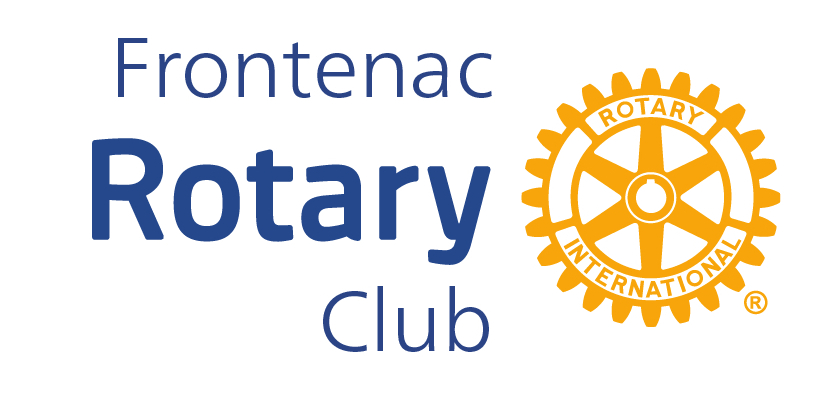 Frontenac
Rotary
Club
ROTARY
INTERNATIONAL
®